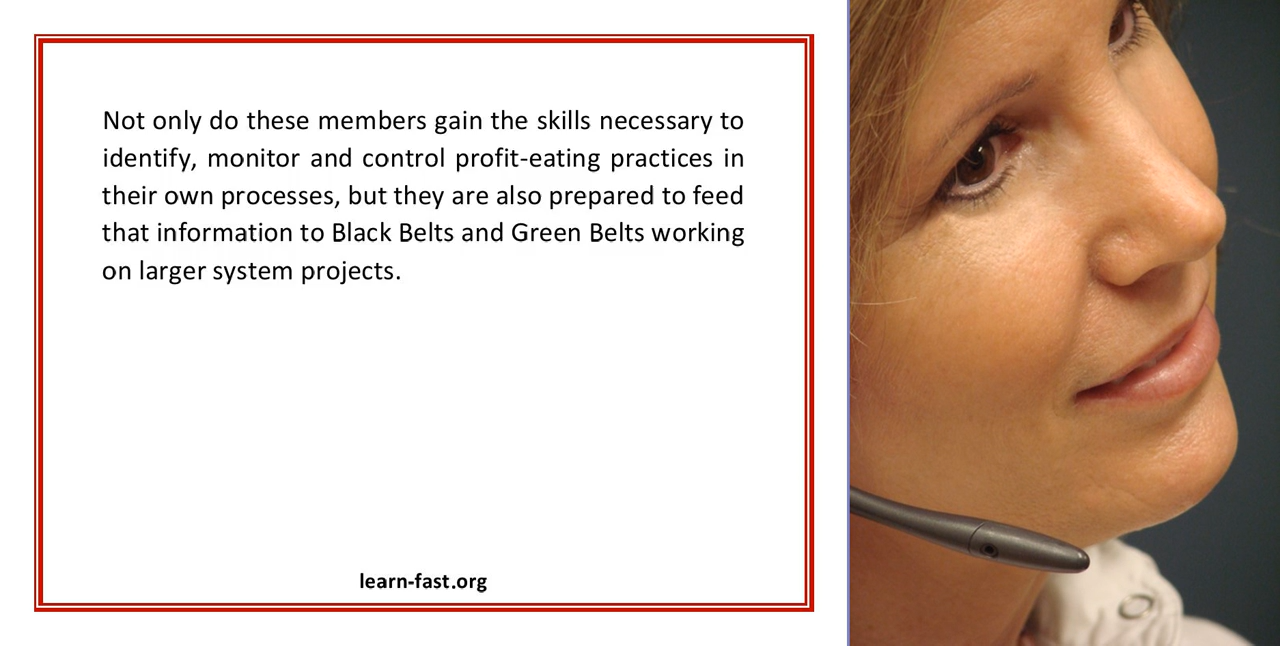 Not only do these members gain the skills necessary to
identify, monitor and control profit-eating practices in
their own processes, but they are also prepared to feed
that information to Black Belts and Green Belts working
on larger system projects.
learn-fast.org